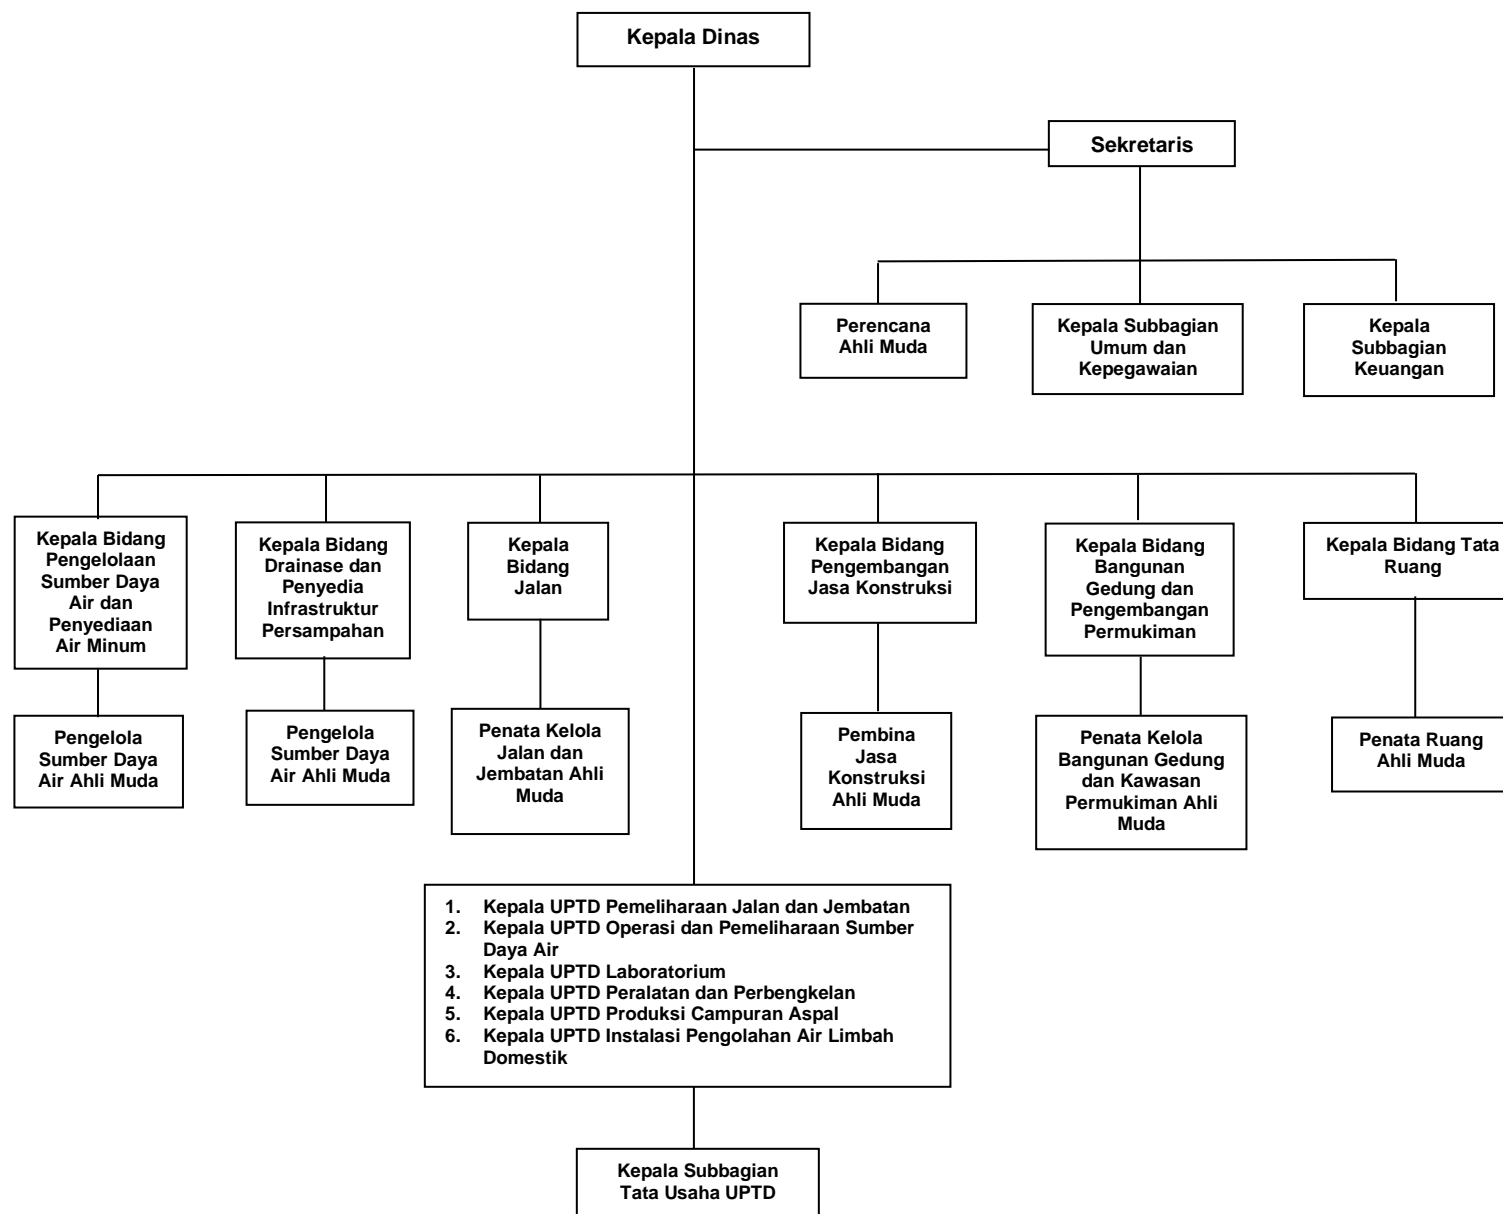 Kepala Dinas
Sekretaris
Perencana
Ahli Muda
Kepala Subbagian
Umum dan
Kepegawaian
Kepala
Subbagian
Keuangan
Kepala Bidang
Pengelolaan
Sumber Daya
Air dan
Penyediaan
Air Minum
Kepala Bidang
Drainase dan
Penyedia
Infrastruktur
Persampahan
Kepala
Bidang
Jalan
Kepala Bidang
Pengembangan
Jasa Konstruksi
Kepala Bidang
Bangunan
Gedung dan
Pengembangan
Permukiman
Kepala Bidang Tata
Ruang
Pengelola
Sumber Daya
Air Ahli Muda
Pengelola
Sumber Daya
Air Ahli Muda
Penata Kelola
Jalan dan
Jembatan Ahli
Muda
Pembina
Jasa
Konstruksi
Ahli Muda
Penata Kelola
Bangunan Gedung
dan Kawasan
Permukiman Ahli
Muda
Penata Ruang
Ahli Muda
1. Kepala UPTD Pemeliharaan Jalan dan Jembatan
2. Kepala UPTD Operasi dan Pemeliharaan Sumber
Daya Air
3. Kepala UPTD Laboratorium
4. Kepala UPTD Peralatan dan Perbengkelan
5. Kepala UPTD Produksi Campuran Aspal
6. Kepala UPTD Instalasi Pengolahan Air Limbah
Domestik
Kepala Subbagian
Tata Usaha UPTD